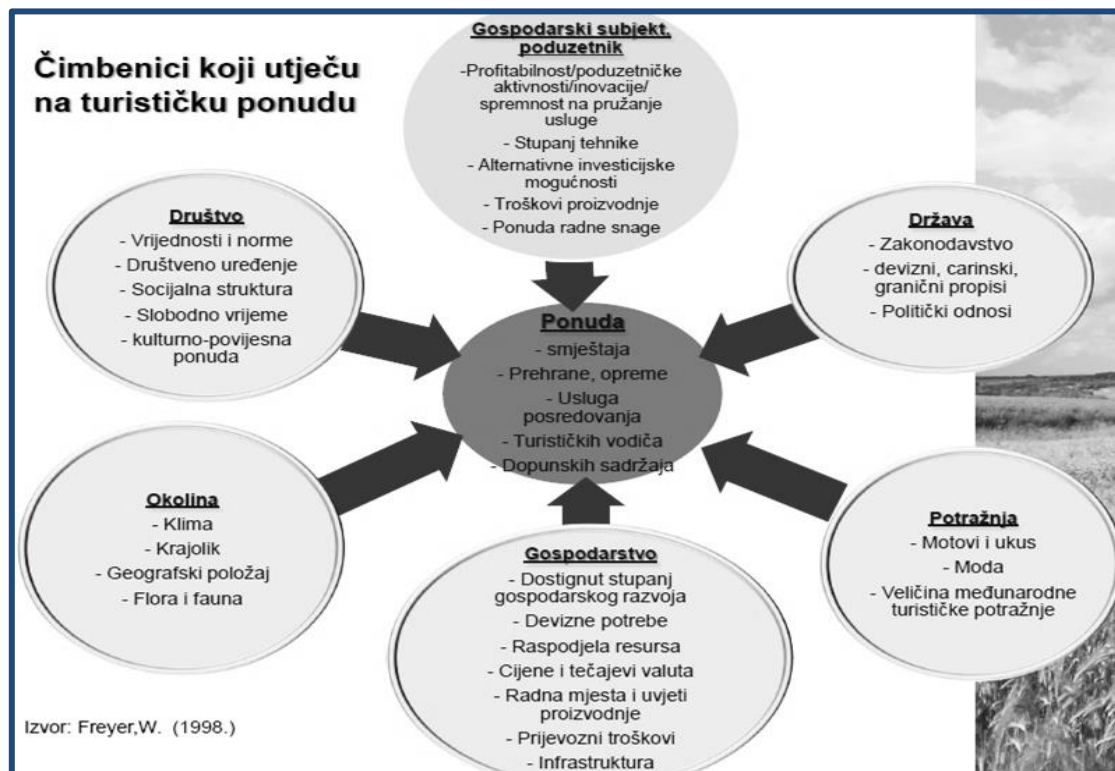 Čimbenici koji utječu
na turističku ponudu
Gospodarski subjekt,
poduzetnik
-Profitabilnost/poduzetničke
aktivnosti/inovacije/
spremnost na pružanje
usluge
- Stupanj tehnike
- Alternativne investicijske
mogućnosti
- Troškovi proizvodnje
- Ponuda radne snage
Društvo
- Vrijednosti i norme
- Društveno uređenje
- Socijalna struktura
- Slobodno vrijeme
- kulturno-povijesna
ponuda
Država
- Zakonodavstvo
- devizni, carinski,
granični propisi
- Politički odnosi
Ponuda
- smještaja
- Prehrane, opreme
- Usluga
posredovanja
- Turističkih vodiča
- Dopunskih sadržaja
Okolina
- Klima
- Krajolik
- Geografski položaj
- Flora i fauna
Gospodarstvo
- Dostignut stupanj
gospodarskog razvoja
- Devizne potrebe
- Raspodjela resursa
- Cijene i tečajevi valuta
- Radna mjesta i uvjeti
proizvodnje
- Prijevozni troškovi
- Infrastruktura
Potražnja
- Motovi i ukus
- Moda
- Veličina međunarodne
turističke potražnje
Izvor: Freyer,W. (1998.)